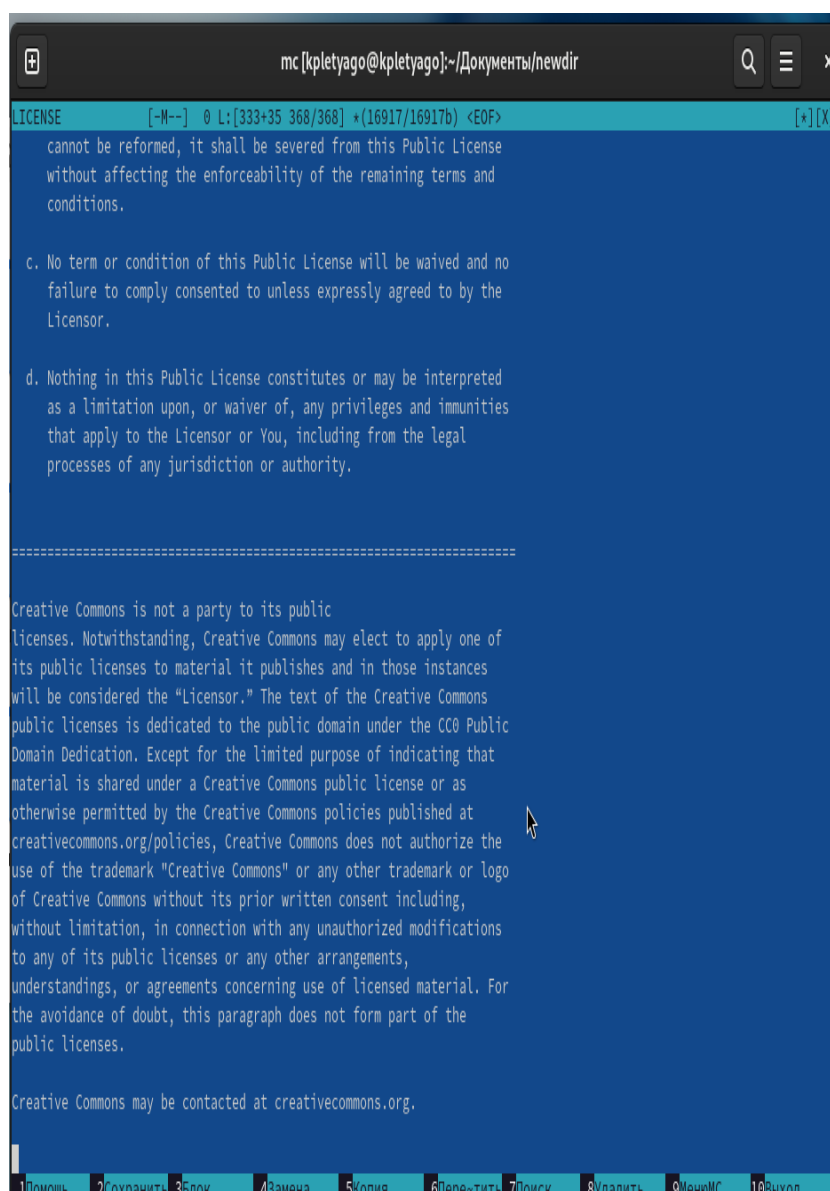 mc [kpletyago@kpletyago]:~/Документы/newdir
LICENSE [-M--] 0 L:[333+35 368/368] *(16917/16917b) <EOF> [*][X
cannot be reformed, it shall be severed from this Public License
without affecting the enforceability of the remaining terms and
conditions.
c. No term or condition of this Public License will be waived and no
failure to comply consented to unless expressly agreed to by the
Licensor.
d. Nothing in this Public License constitutes or may be interpreted
as a limitation upon, or waiver of, any privileges and immunities
that apply to the Licensor or You, including from the legal
processes of any jurisdiction or authority.
=======================================================================
Creative Commons is not a party to its public
licenses. Notwithstanding, Creative Commons may elect to apply one of
its public licenses to material it publishes and in those instances
will be considered the “Licensor.” The text of the Creative Commons
public licenses is dedicated to the public domain under the CC0 Public
Domain Dedication. Except for the limited purpose of indicating that
material is shared under a Creative Commons public license or as
otherwise permitted by the Creative Commons policies published at
creativecommons.org/policies, Creative Commons does not authorize the
use of the trademark "Creative Commons" or any other trademark or logo
of Creative Commons without its prior written consent including,
without limitation, in connection with any unauthorized modifications
to any of its public licenses or any other arrangements,
understandings, or agreements concerning use of licensed material. For
the avoidance of doubt, this paragraph does not form part of the
public licenses.
Creative Commons may be contacted at creativecommons.org.
1Помощь 2Сохранить 3Блок 4Замена 5Копия 6Пере~тить 7Поиск 8Удалить 9МенюМС 10Выход